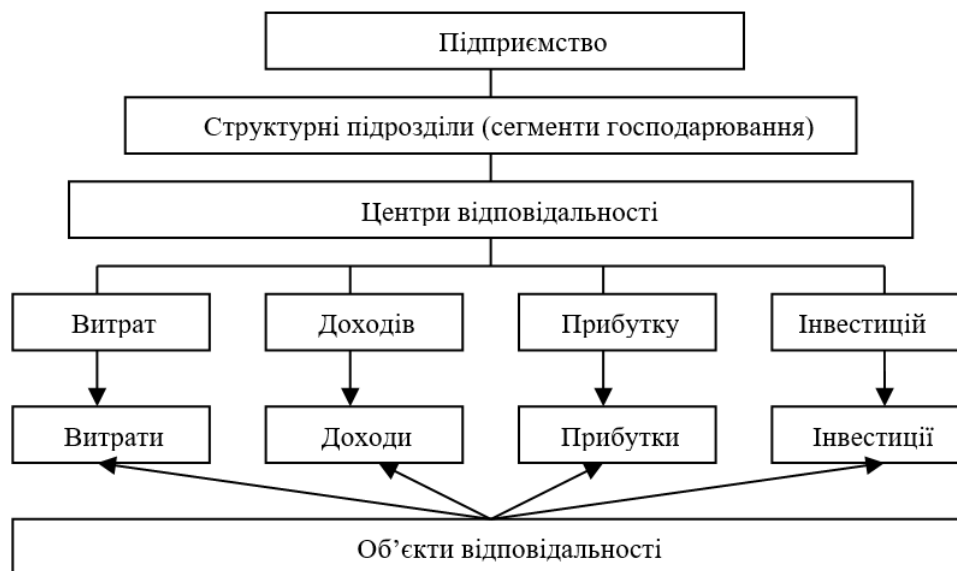 Підприємство
Структурні підрозділи (сегменти господарювання)
Центри відповідальності
Витрат
Доходів
Прибутку
Інвестицій
Витрати
Доходи
Прибутки
Інвестиції
Об’єкти відповідальності